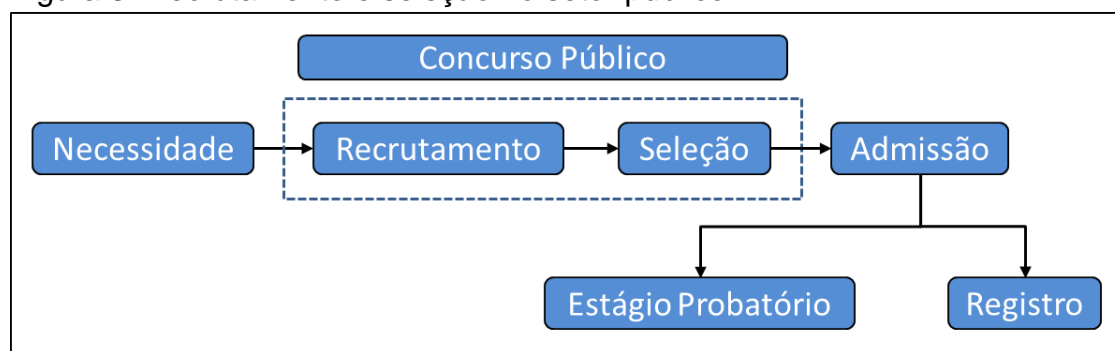 Concurso Público
Necessidade
Recrutamento
Seleção
Admissão
Estágio Probatório
Registro